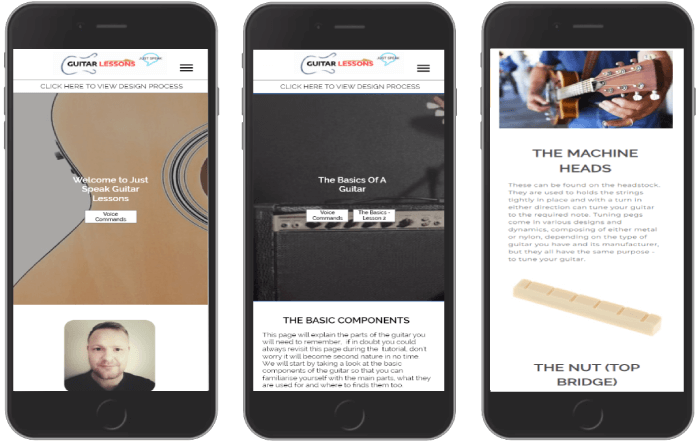 GUITAR LESSONS JUST SPEAK
CLICK HERE TO VIEW DESIGN PROCESS
Welcome to Just
Speak Guitar
Lessons
Voice
Commands
GUITAR LESSONS JUST SPEAK
CLICK HERE TO VIEW DESIGN PROCESS
The Basics Of A
Guitar
Voice
Commands
The Basics -
Lesson 2
THE BASIC COMPONENTS
This page will explain the parts of the guitar you
will need to remember, if in doubt you could
always revisit this page during the tutorial, don't
worry it will become second nature in no time
We will start by taking a look at the basic
components of the guitar so that you can
familiarise yourself with the main parts, what they
are used for and where to finds them too
THE MACHINE
HEADS
These can be found on the headstock.
They are used to holds the strings
tightly in place and with a turn in
either direction can tune your guitar
to the required note. Tuning pegs
come in various designs and
dynamics, composing of either metal
or nylon, depending on the type of
guitar you have and its manufacturer,
but they all have the same purpose -
to tune your guitar.
THE NUT (TOP
BRIDGE)